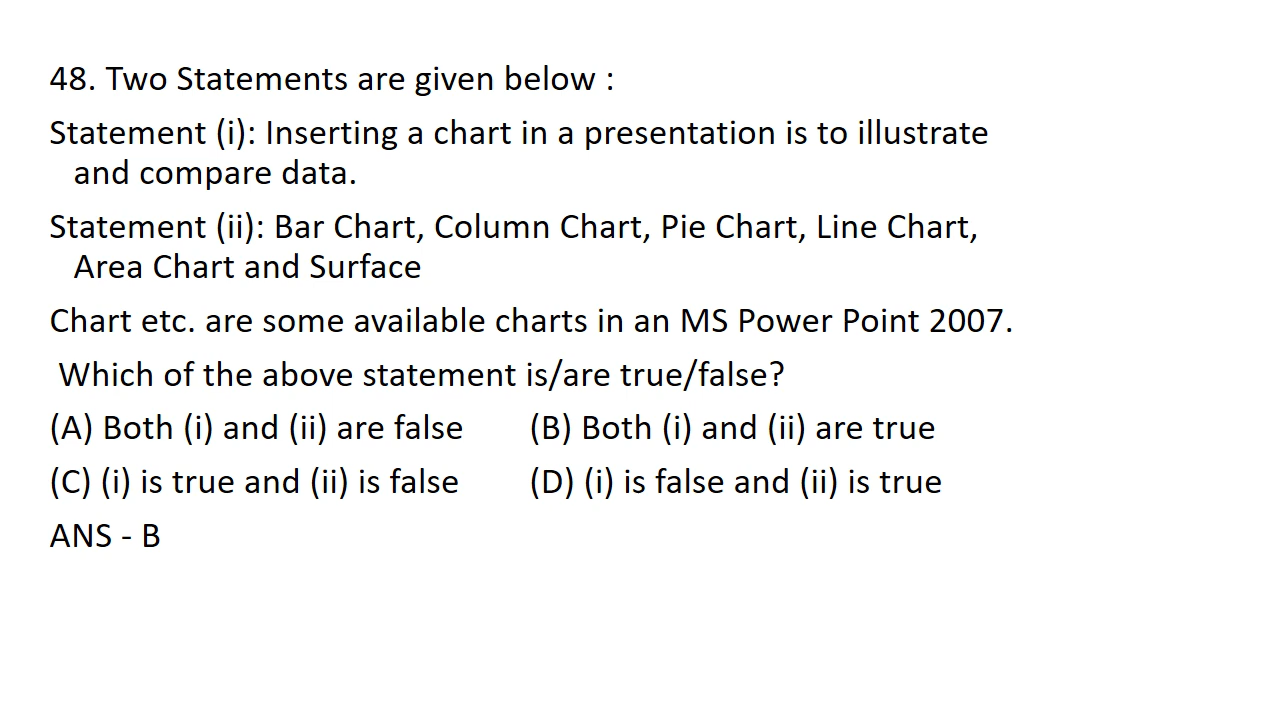 48. Two Statements are given below :
Statement (i): Inserting a chart in a presentation is to illustrate
and compare data.
Statement (ii): Bar Chart, Column Chart, Pie Chart, Line Chart,
Area Chart and Surface
Chart etc. are some available charts in an MS Power Point 2007.
Which of the above statement is/are true/false?
(A) Both (i) and (ii) are false (B) Both (i) and (ii) are true
(C) (i) is true and (ii) is false (D) (i) is false and (ii) is true
ANS - B